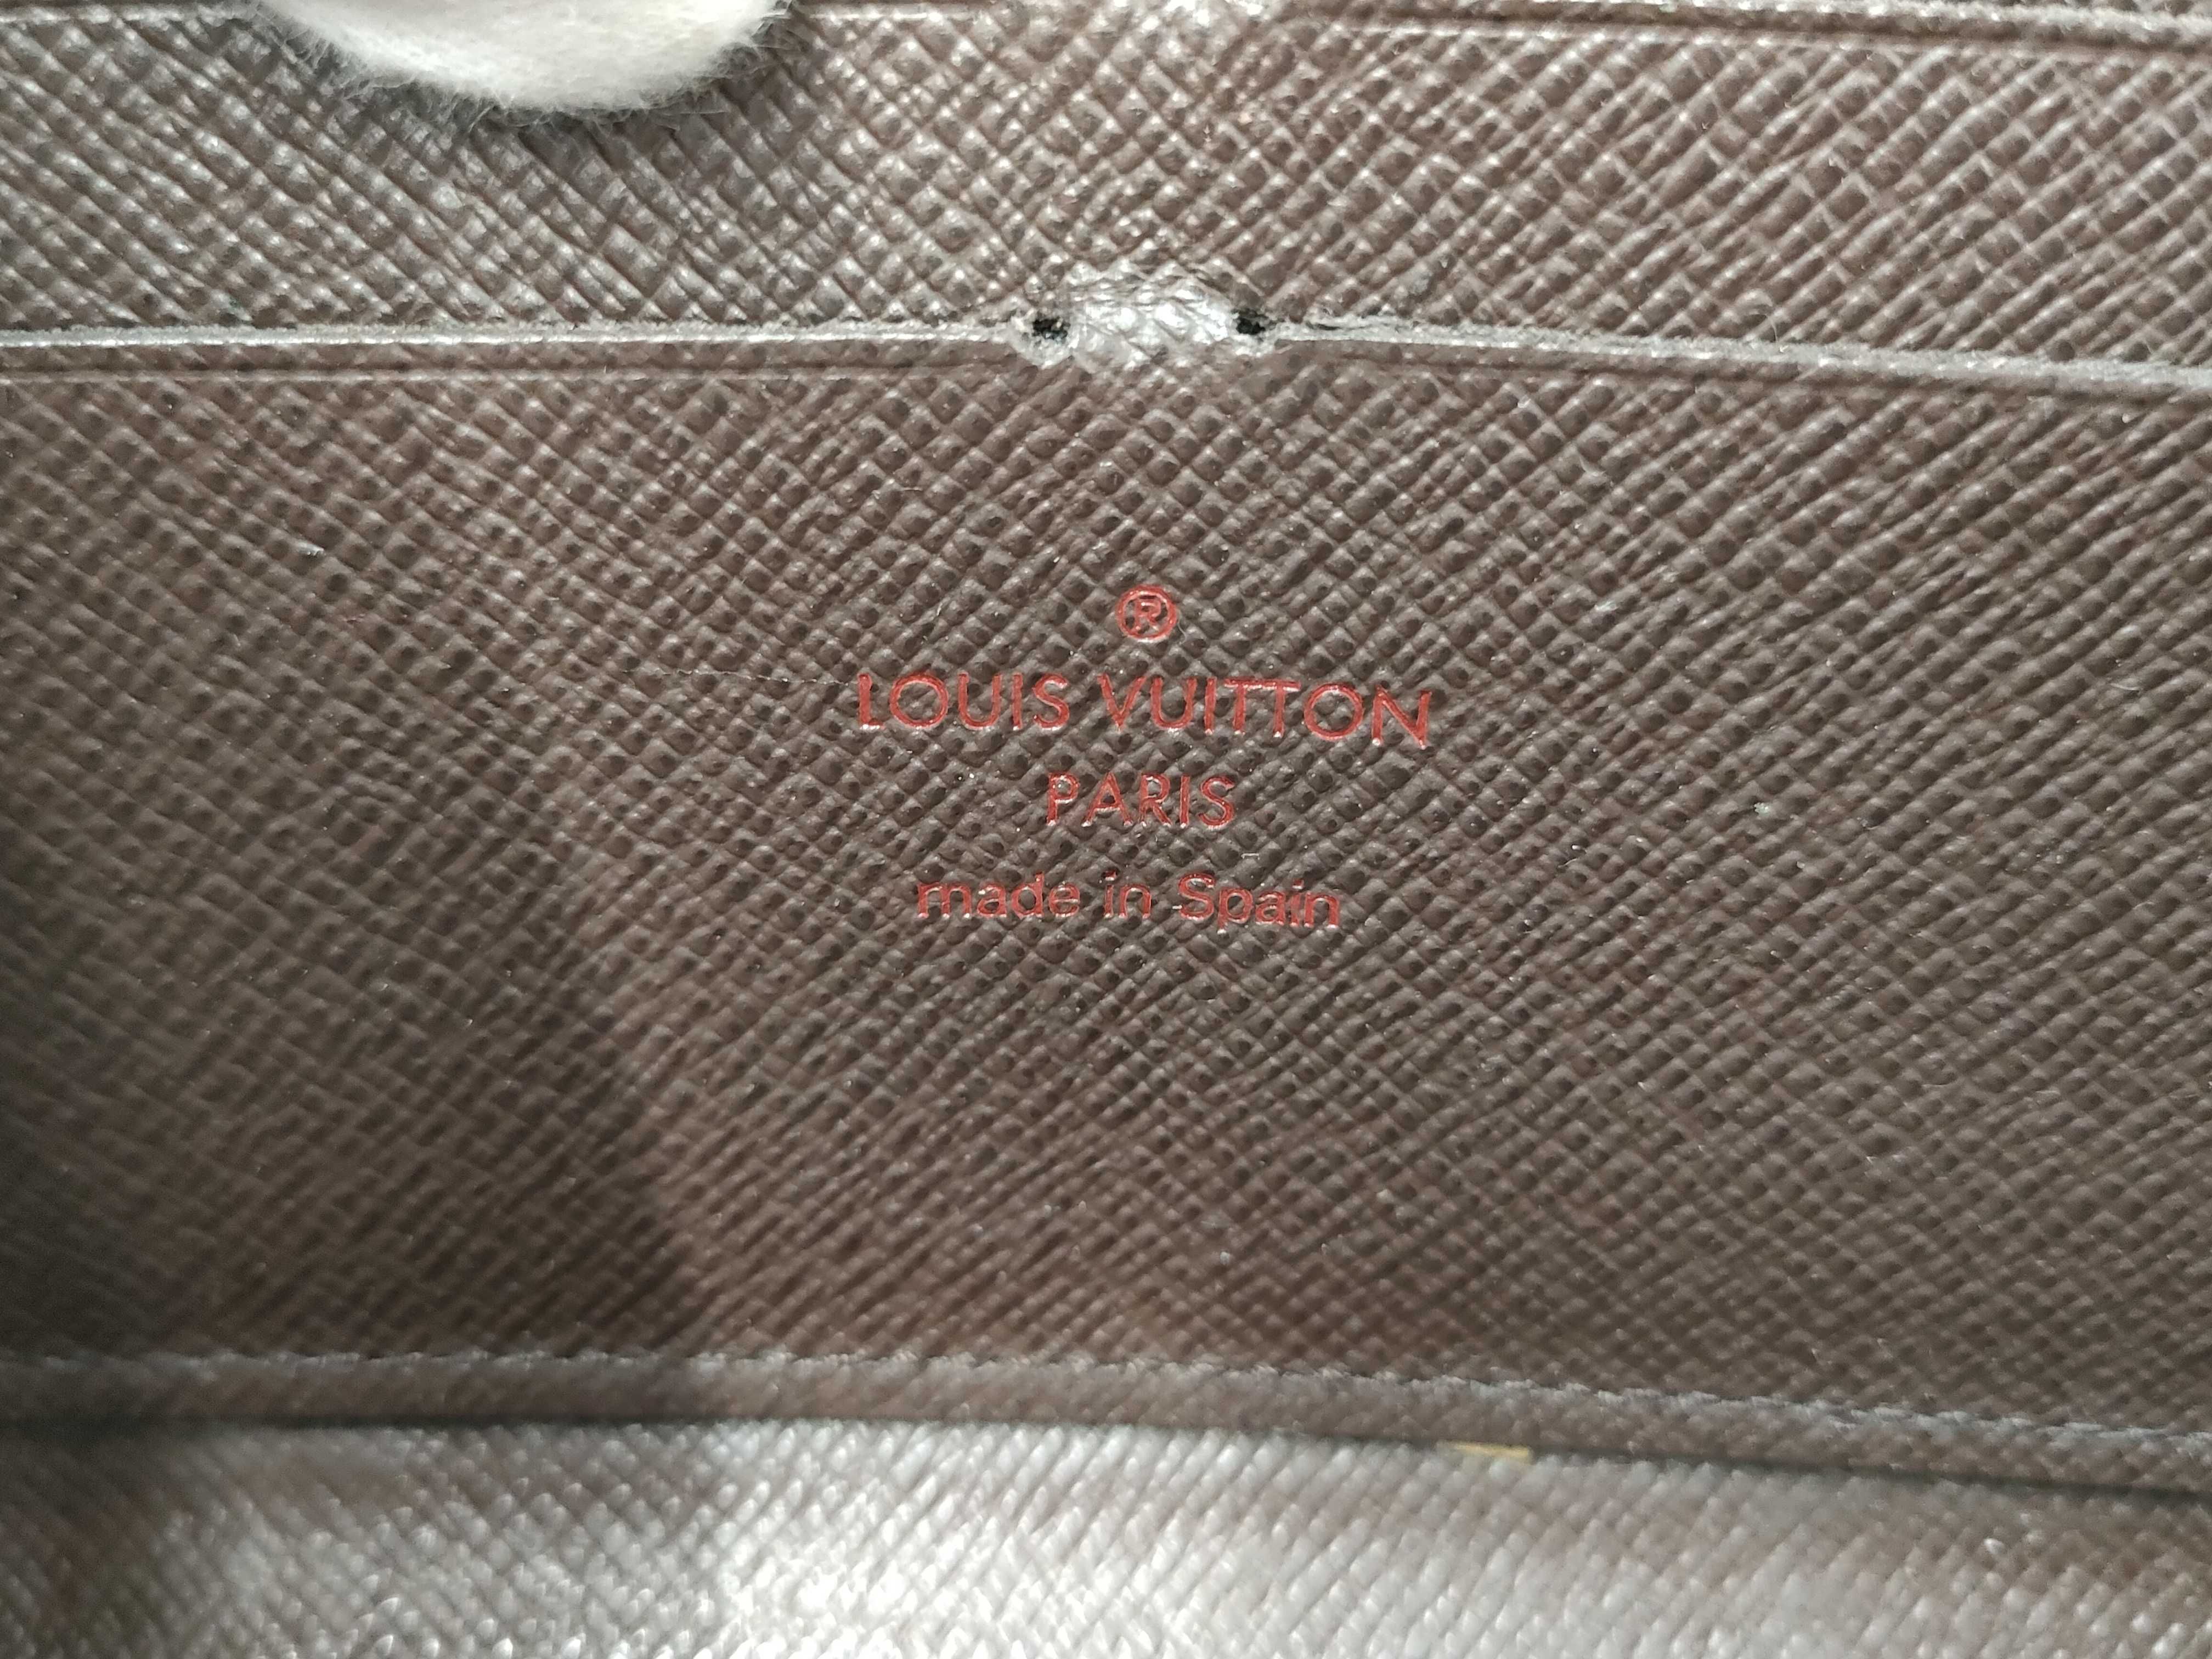 ®
LOUIS VUITTON
PARIS
made in Spain